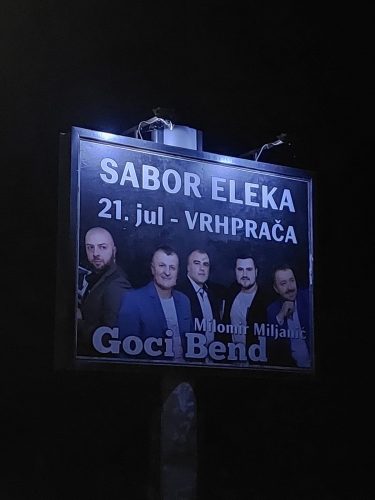 SABOR ELEKA
21. jul - VRHPRAČA
Milomir Miljanić
Goci Bend